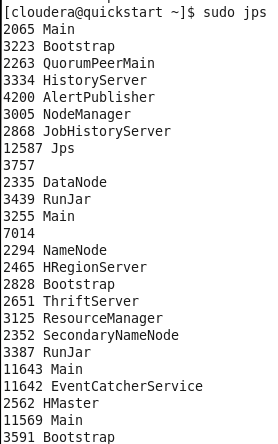 [cloudera@quickstart ~]$ sudo jps
2065 Main
3223 Bootstrap
2263 QuorumPeerMain
3334 HistoryServer
4200 AlertPublisher
3005 NodeManager
2868 JobHistoryServer
12587 Jps
3757
2335 DataNode
3439 RunJar
3255 Main
7014
2294 NameNode
2465 HRegionServer
2828 Bootstrap
2651 ThriftServer
3125 ResourceManager
2352 SecondaryNameNode
3387 RunJar
11643 Main
11642 EventCatcherService
2562 HMaster
11569 Main
3591 Bootstrap